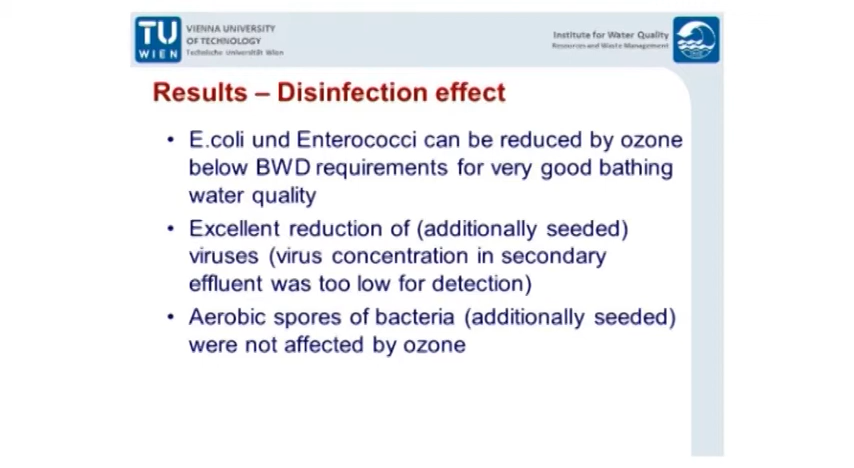 TU
WIEN
VIENNA UNIVERSITY
OF TECHNOLOGY
Technische Universität Wien
Institute for Water Quality
Resources and Waste Management
Results – Disinfection effect
• E.coli und Enterococci can be reduced by ozone
below BWD requirements for very good bathing
water quality
• Excellent reduction of (additionally seeded)
viruses (virus concentration in secondary
effluent was too low for detection)
• Aerobic spores of bacteria (additionally seeded)
were not affected by ozone